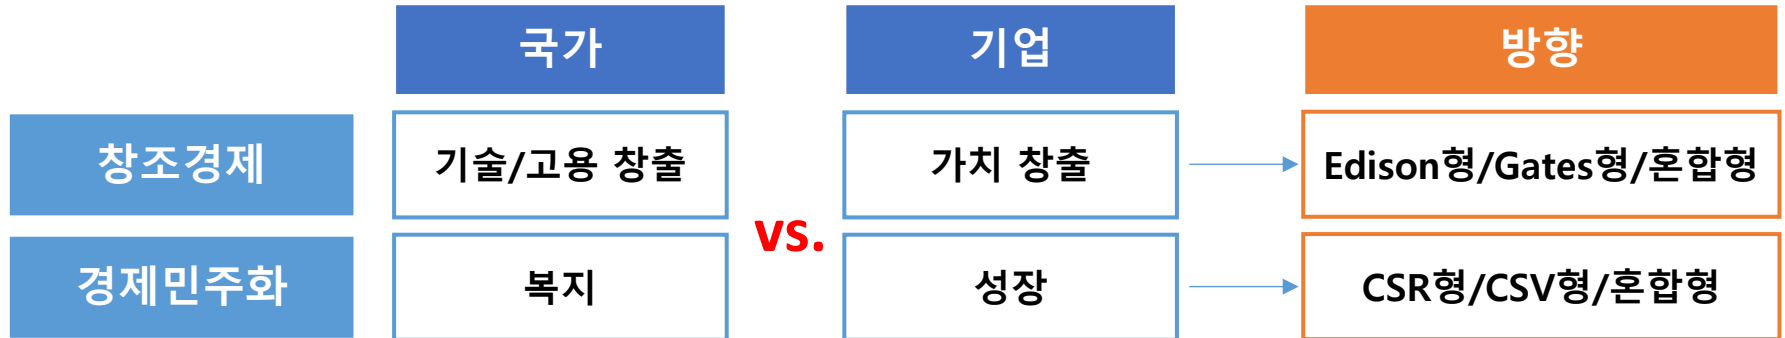 국가
기업
방향
창조경제
기술/고용 창출
가치 창출
Edison형/Gates형/혼합형
vs.
경제민주화
복지
성장
CSR형/CSV형/혼합형